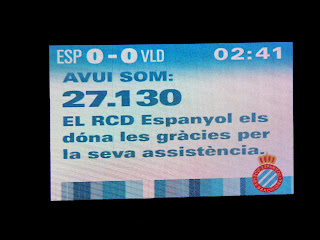 ESP 0-0 VLD 02:41
AVUI SOM:
27.130
EL RCD Espanyol els
dóna les gràcies per
la seva assistència.